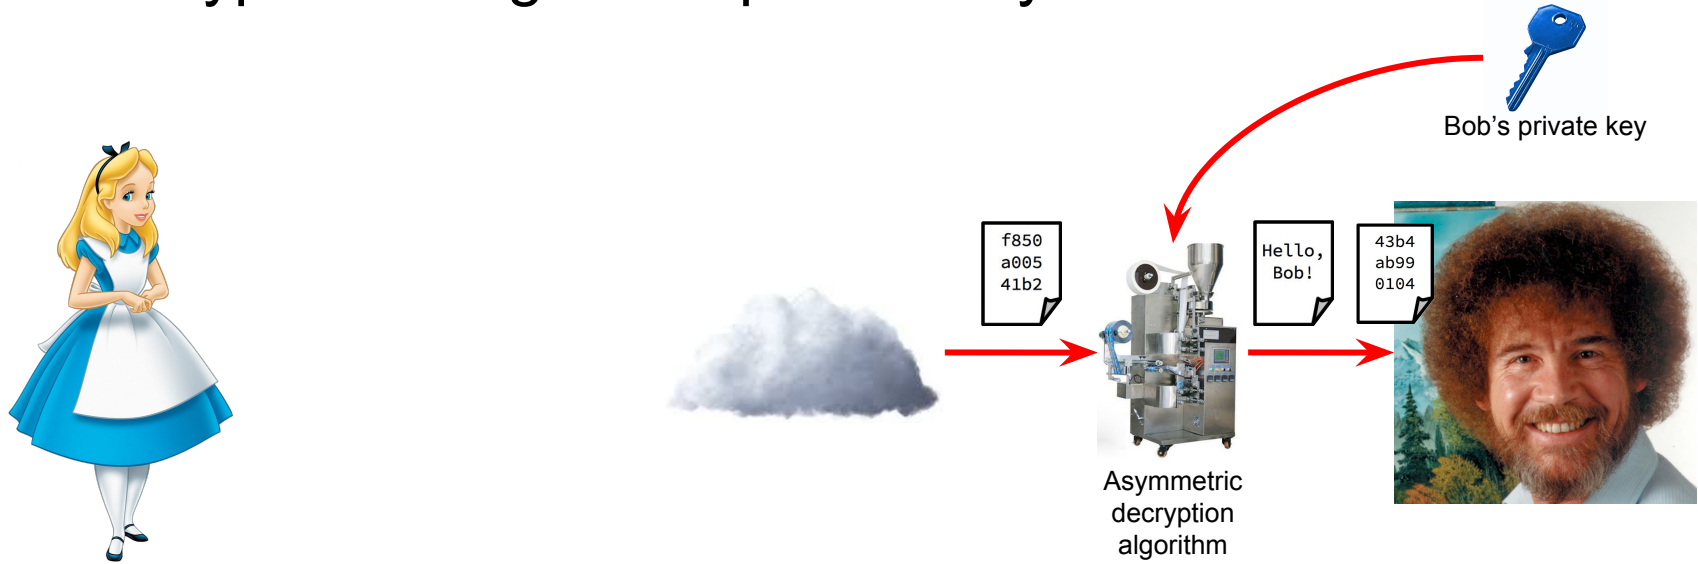 Bob’s private key
f850
a005
41b2
Hello,
Bob!
43b4
ab99
0104
Asymmetric
decryption
algorithm